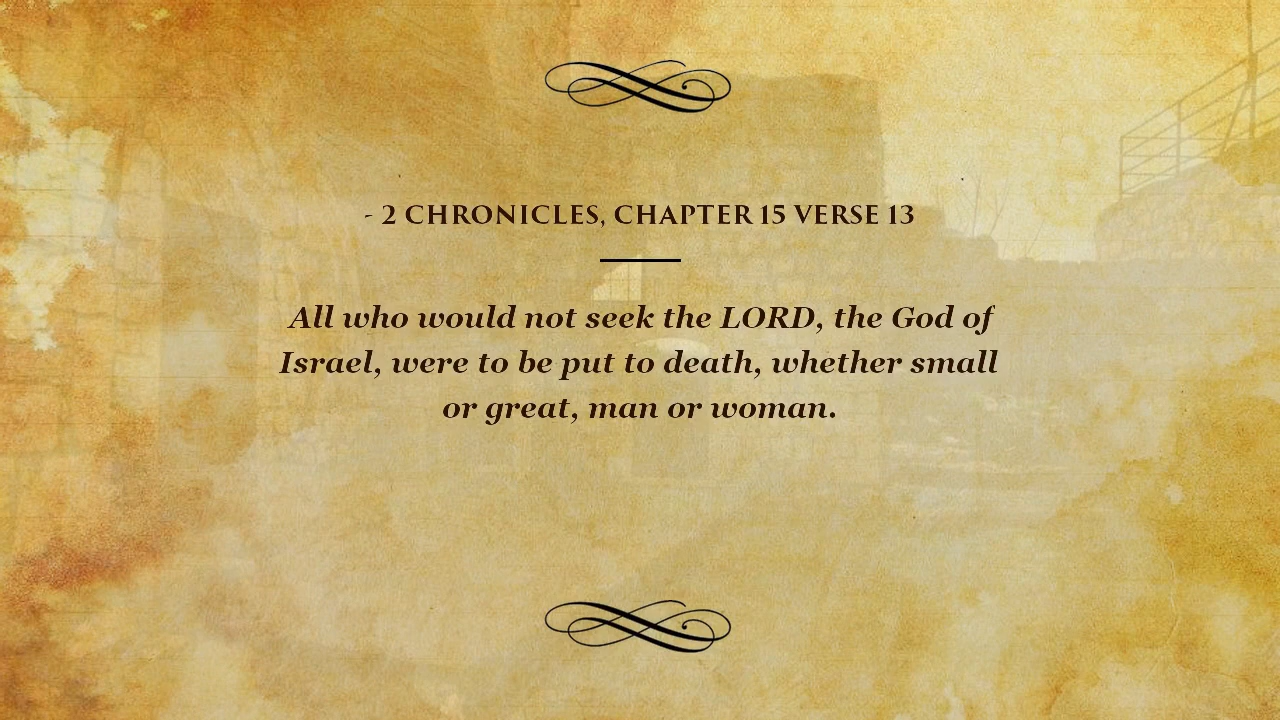 - 2 CHRONICLES, CHAPTER 15 VERSE 13
All who would not seek the LORD, the God of
Israel, were to be put to death, whether small
or great, man or woman.